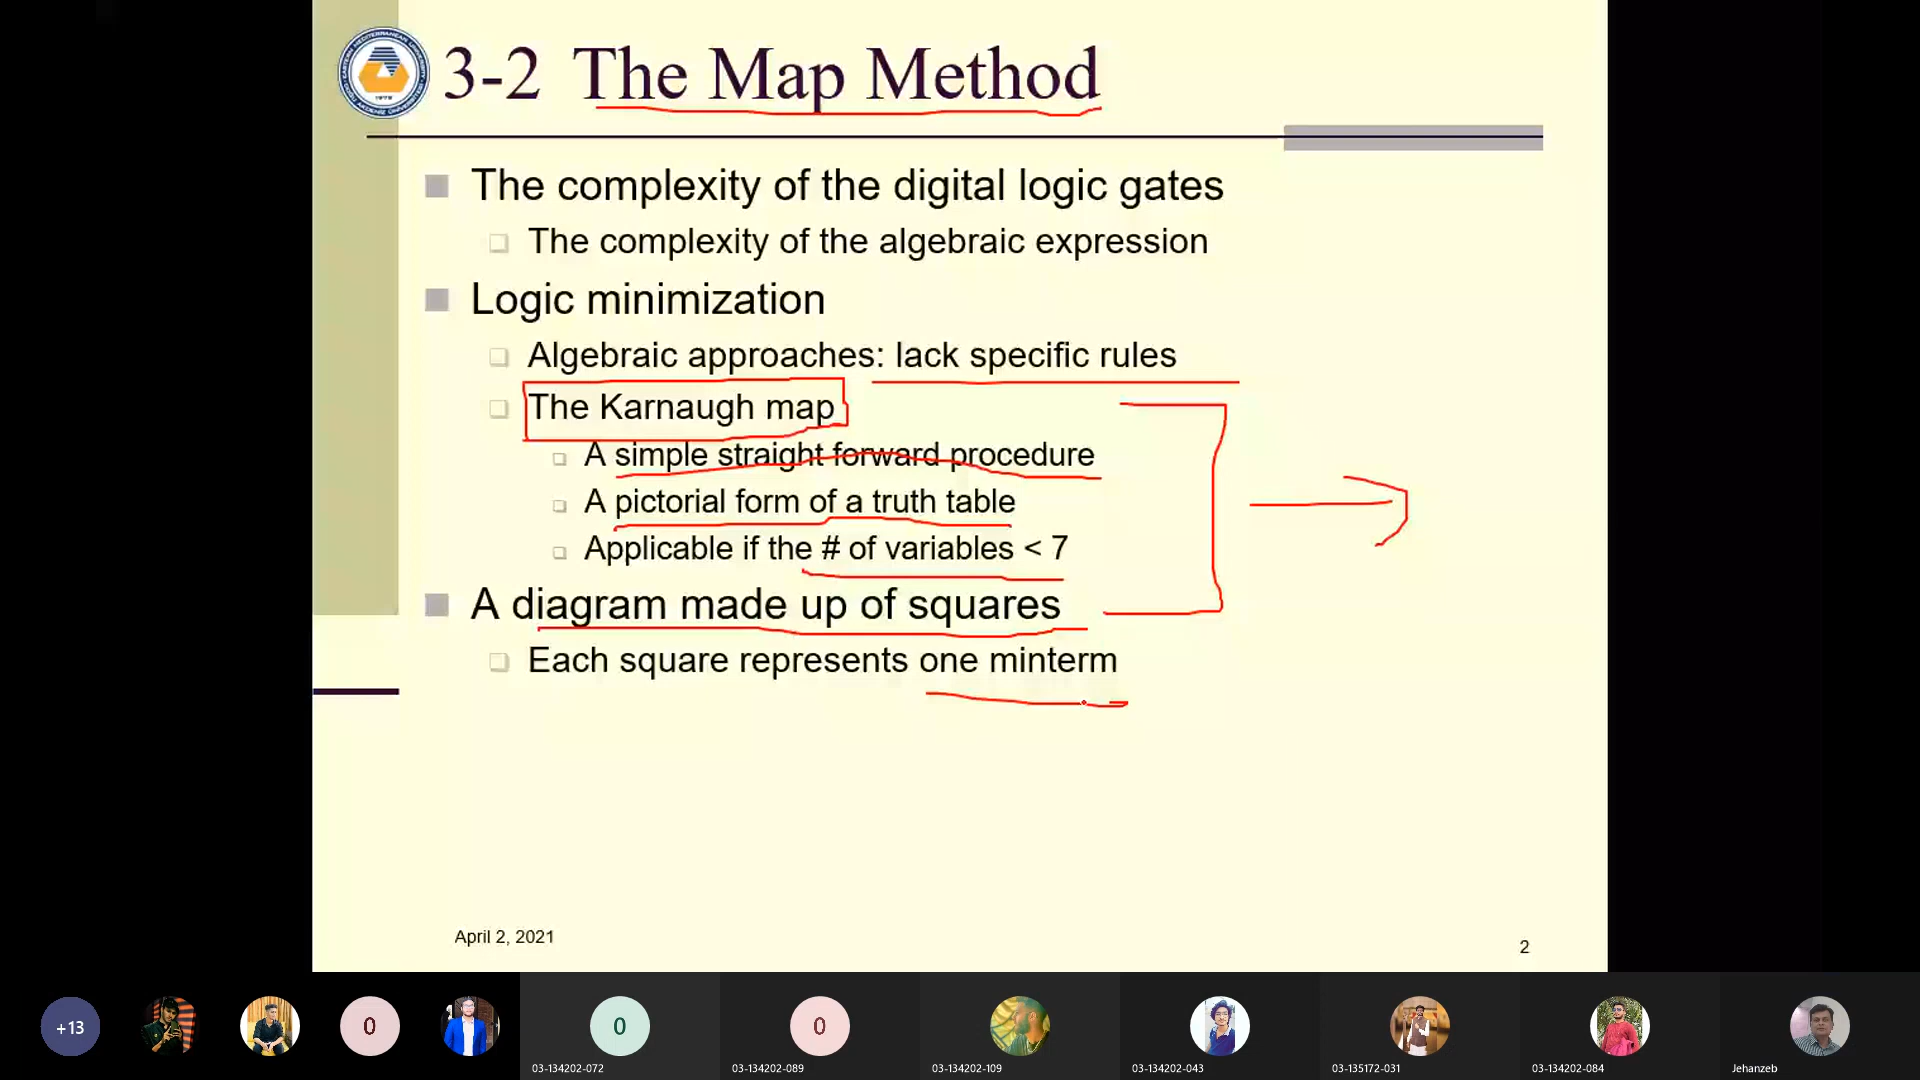 3-2 The Map Method
The complexity of the digital logic gates
The complexity of the algebraic expression
Logic minimization
Algebraic approaches: lack specific rules
The Karnaugh map
A simple straight forward procedure
A pictorial form of a truth table
Applicable if the # of variables < 7
A diagram made up of squares
Each square represents one minterm
April 2, 2021
2
+13
0
0
0
03-134202-072
03-134202-089
03-134202-109
03-134202-043
03-135172-031
03-134202-084
Jehanzeb